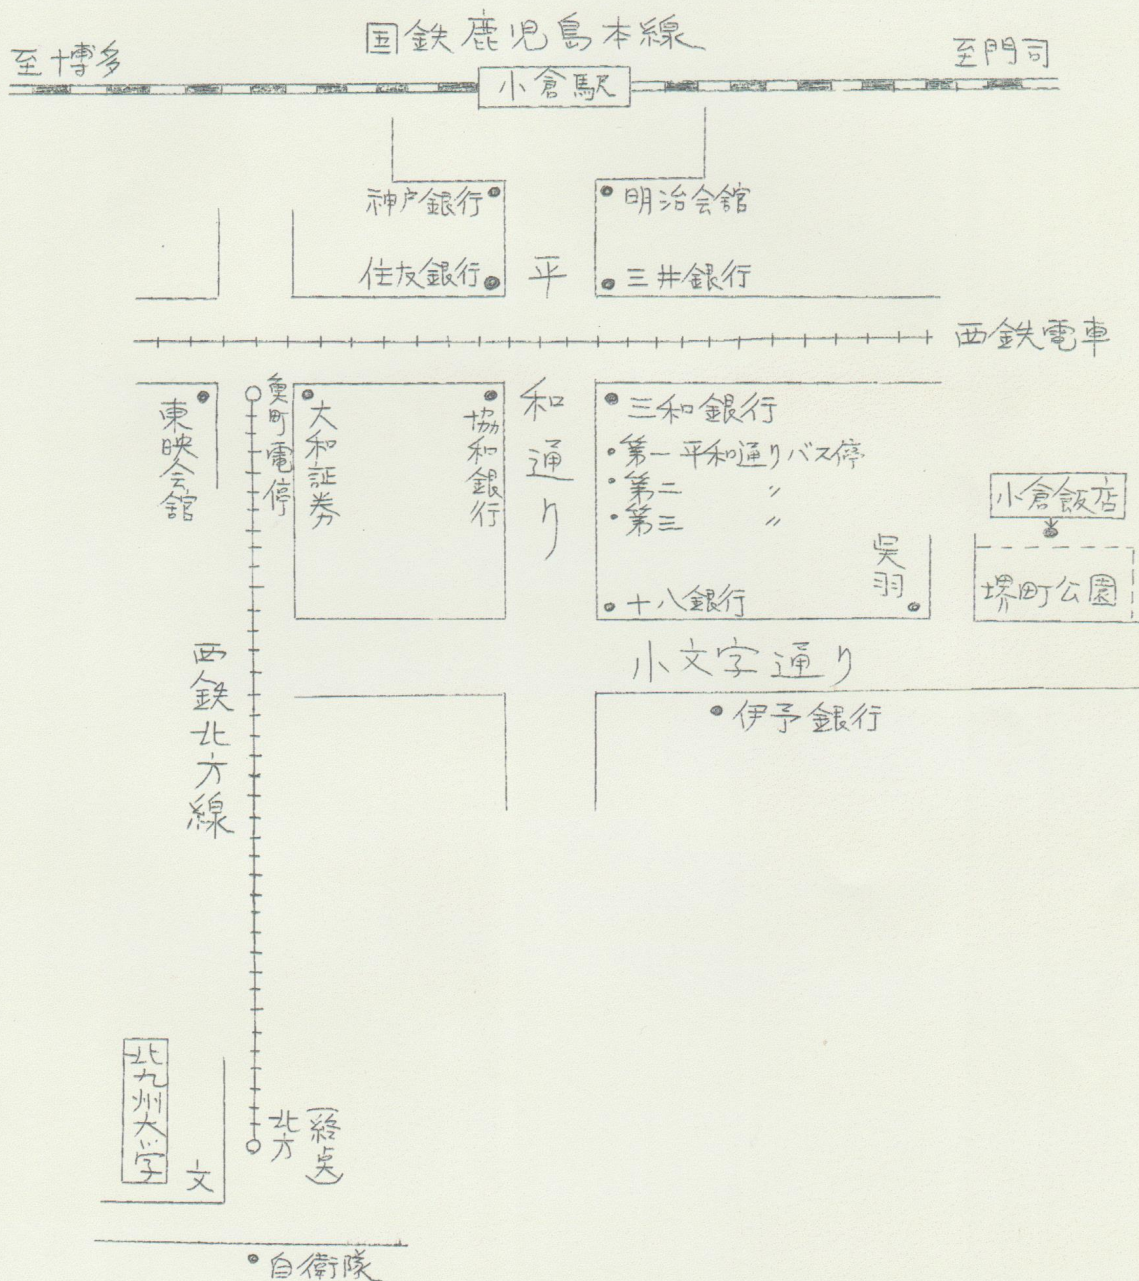 国鉄鹿児島本線
至博多
至門司
小倉駅
神戸銀行
明治会館
住友銀行
三井銀行
平和通り
西鉄電車
東映会舘
魚町電停
大和証券
協和銀行
三和銀行
第一平和通りバス停
第二 〃
第三 〃
小倉飯店
呉羽
堺町公園
十八銀行
小文字通り
伊予銀行
西鉄北方線
北九州大学
文
北方
(終点)
自衛隊